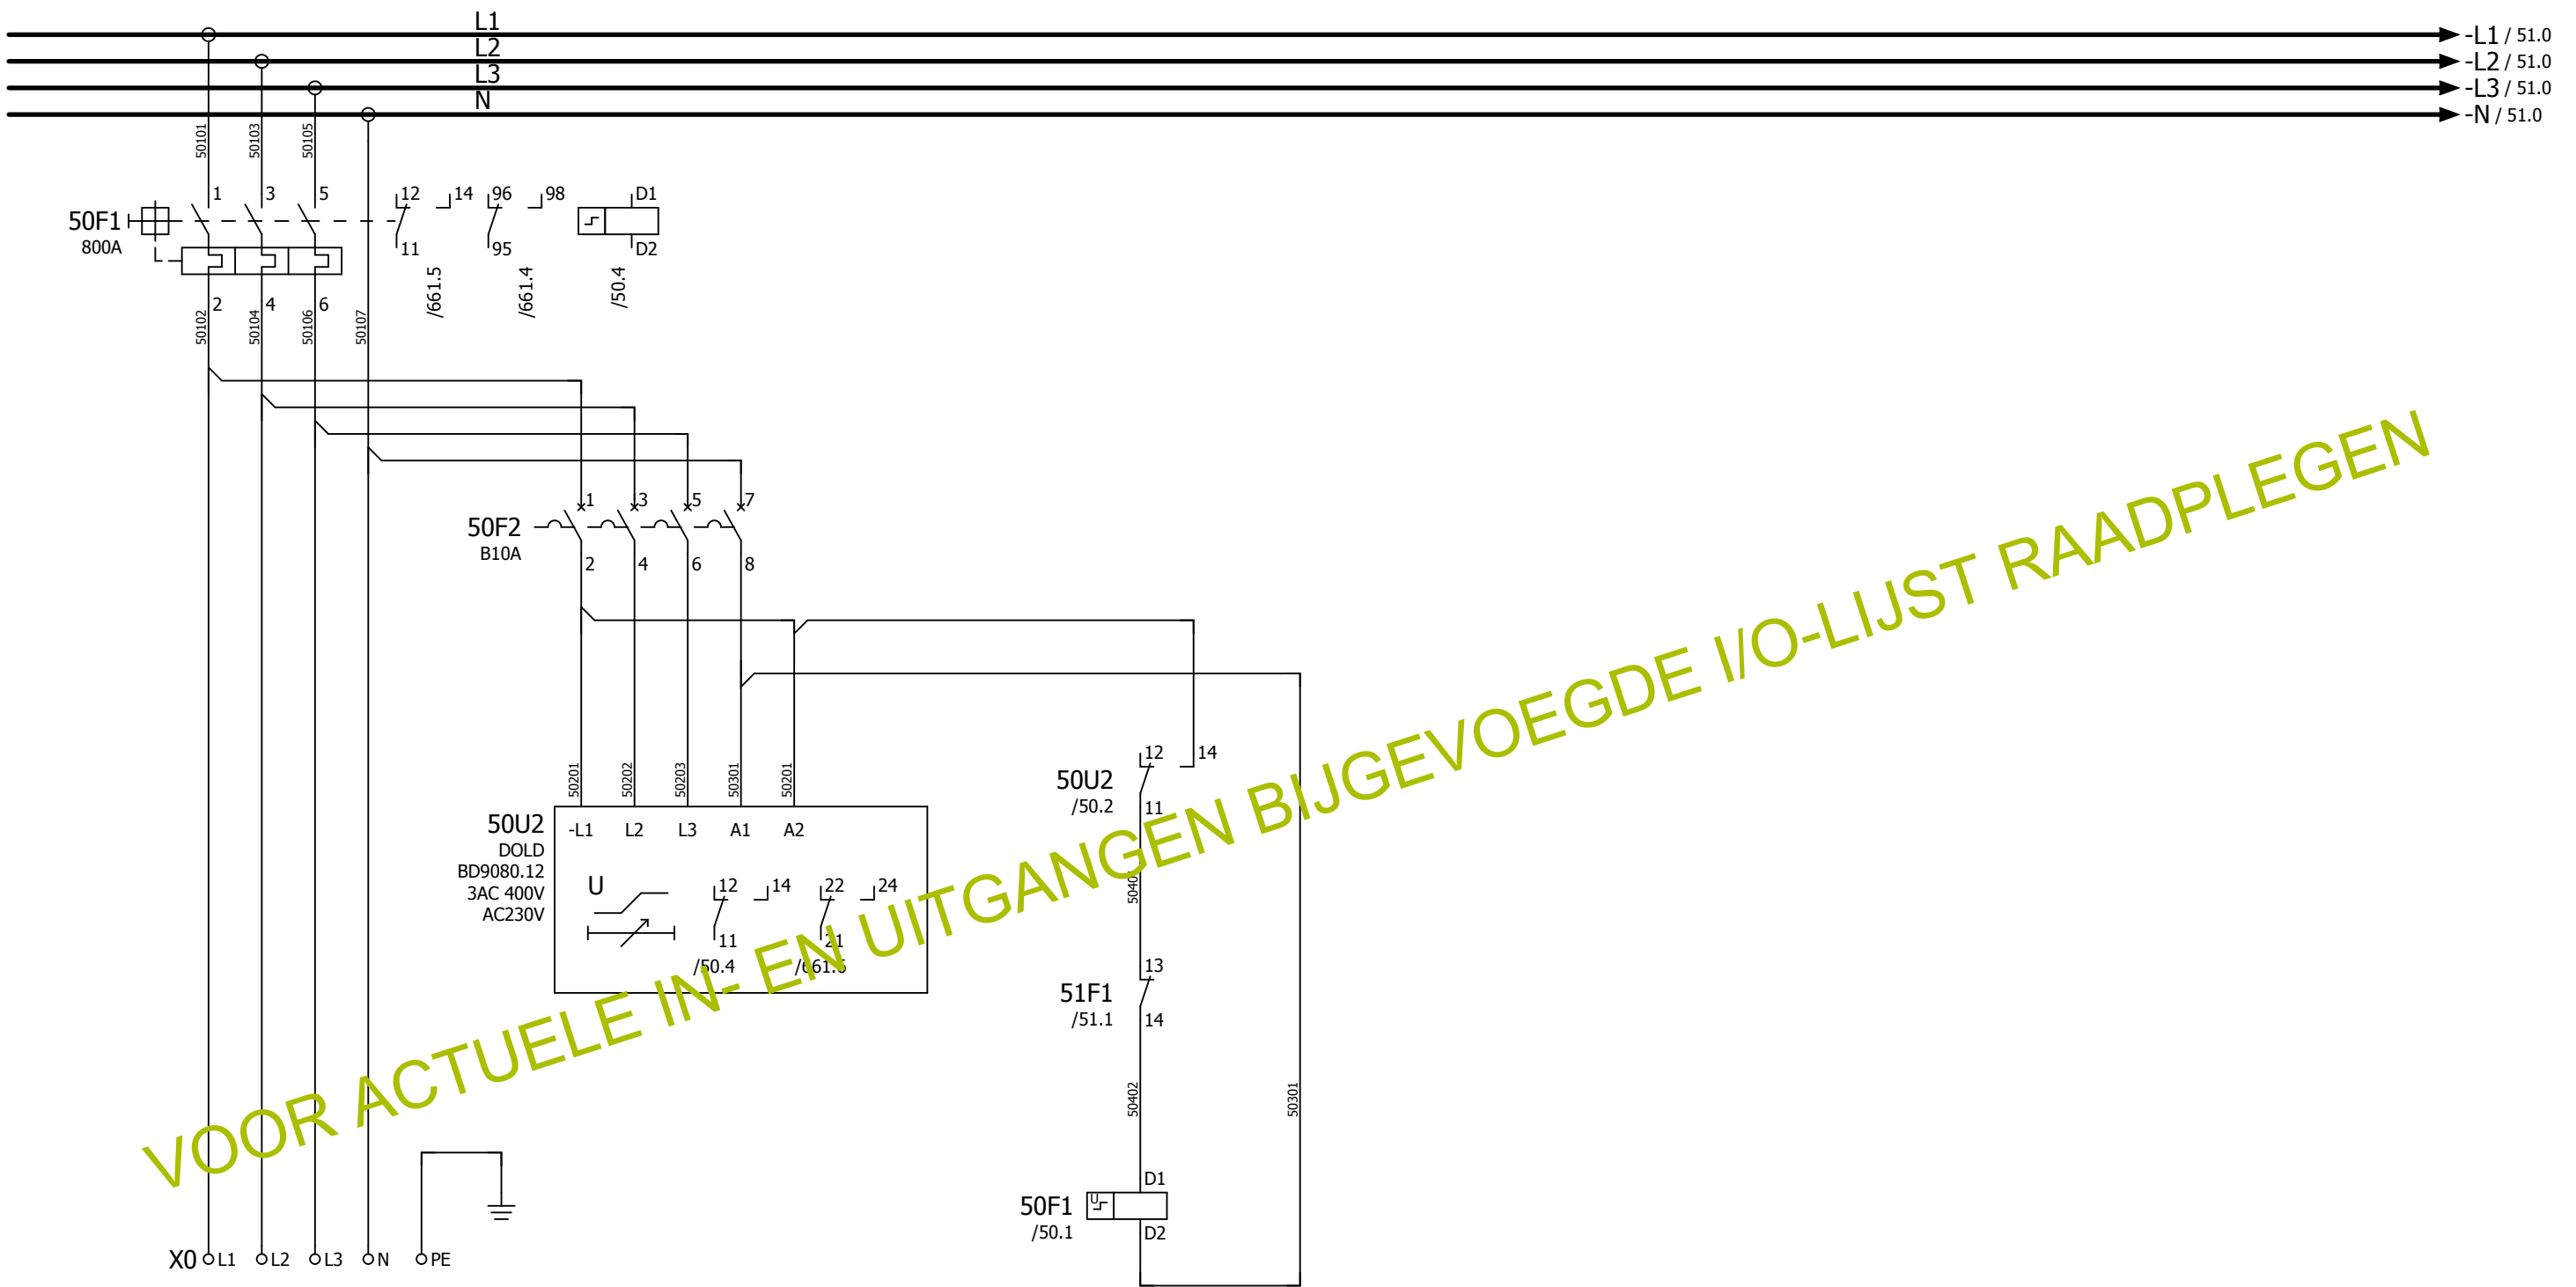 L1
L2
L3
N
-L1 / 51.0
-L2 / 51.0
-L3 / 51.0
-N / 51.0
50101
50103
50105
50F1
800A
1
3
5
12
14
96
98
D1
11
95
D2
/661.5
/661.4
/50.4
2
4
6
50102
50104
50106
50107
50F2
B10A
1
3
5
7
2
4
6
8
50201
50202
50203
50301
50201
50U2
DOLD
BD9080.12
3AC 400V
AC230V
-L1
L2
L3
A1
A2
U
12
14
22
24
11
21
/50.4
50U2
/50.2
12
14
11
51F1
/51.1
13
14
50402
50301
50F1
/50.1
U
D1
D2
X0
L1
L2
L3
N
PE
VOOR ACTUELE IN- EN UITGANGEN BIJGEVOEGDE I/O-LIJST RAADPLEGEN